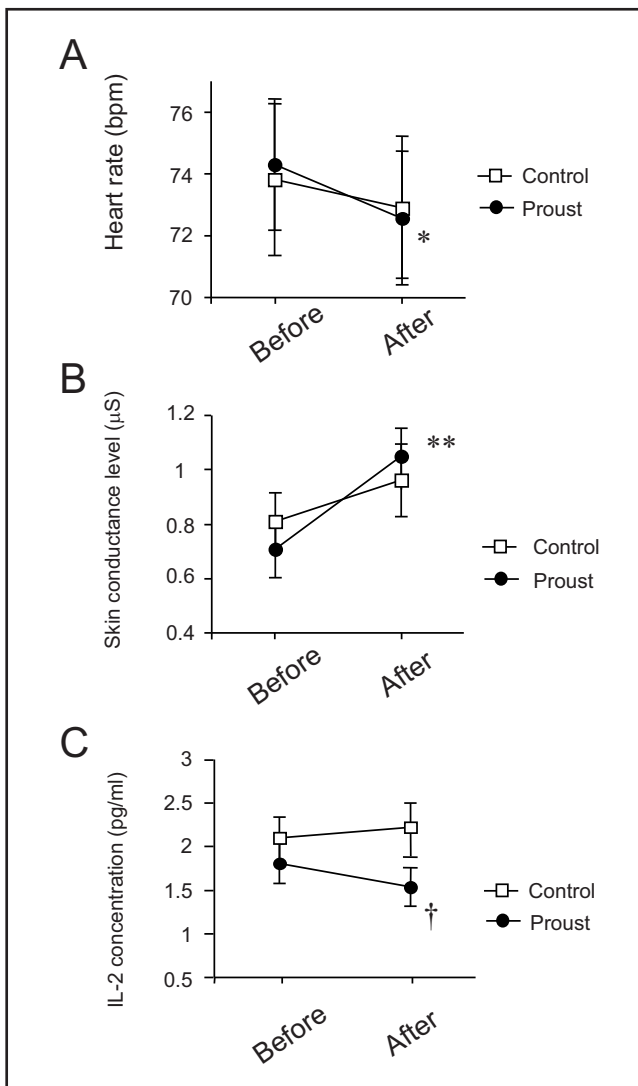 A
Heart rate (bpm)
76
74
72
70
*
Before
After
Control
Proust
B
Skin conductance level (μS)
1.2
1
0.8
0.6
0.4
**
Before
After
Control
Proust
C
IL-2 concentration (pg/ml)
3
2.5
2
1.5
1
0.5
†
Before
After
Control
Proust